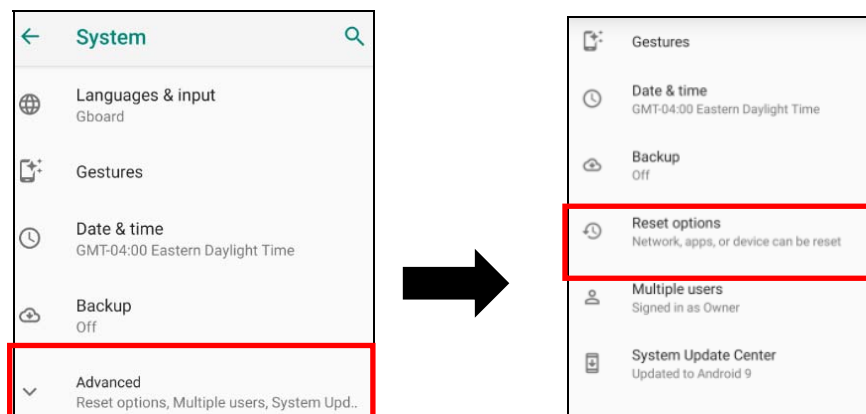 System
Languages & input
Gboard
Gestures
Date & time
GMT-04:00 Eastern Daylight Time
Backup
Off
Advanced
Reset options, Multiple users, System Upd..
Gestures
Date & time
GMT-04:00 Eastern Daylight Time
Backup
Off
Reset options
Network, apps, or device can be reset
Multiple users
Signed in as Owner
System Update Center
Updated to Android 9